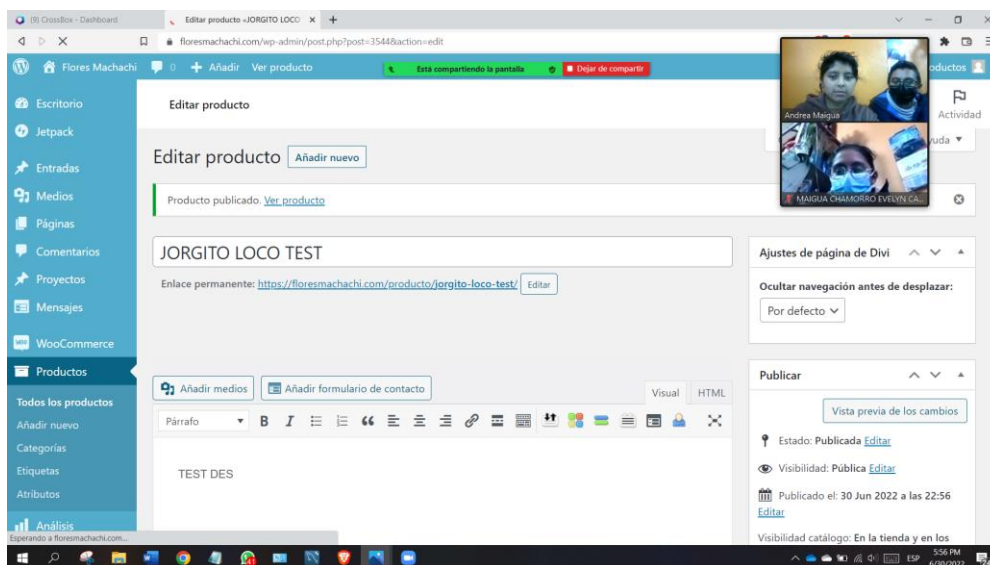 (9) CrossBox - Dashboard
Editar producto «JORGITO LOCO
floresmachachi.com/wp-admin/post.php?post=3544&action=edit
Flores Machachi
0
Añadir
Ver producto
Está compartiendo la pantalla
Dejar de compartir
Escritorio
Jetpack
Entradas
Medios
Páginas
Comentarios
Proyectos
Mensajes
WooCommerce
Productos
Todos los productos
Añadir nuevo
Categorías
Etiquetas
Atributos
Análisis
Esperando a floresmachachi.com...
Editar producto
Actividad
Andrea Maigua
MAIGUA CHAMORRO EVELYN CA...
Editar producto
Añadir nuevo
Producto publicado. Ver producto
JORGITO LOCO TEST
Enlace permanente: https://floresmachachi.com/producto/jorgito-loco-test/ Editar
Añadir medios
Añadir formulario de contacto
Visual
HTML
Párrafo
TEST DES
Ajustes de página de Divi
Ocultar navegación antes de desplazar:
Por defecto
Publicar
Vista previa de los cambios
Estado: Publicada Editar
Visibilidad: Pública Editar
Publicado el: 30 Jun 2022 a las 22:56
Editar
Visibilidad catálogo: En la tienda y en los
ESP
5:56 PM
6/30/2022